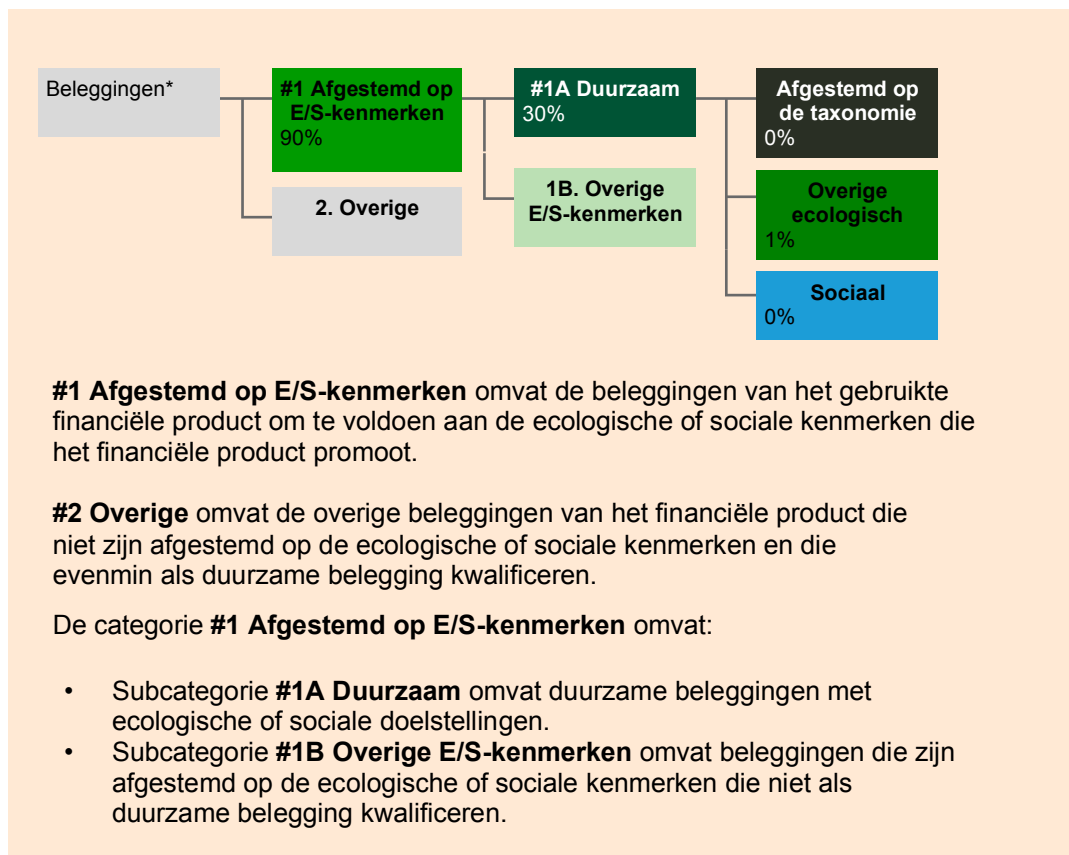 Beleggingen*
#1 Afgestemd op
E/S-kenmerken
90%
2. Overige
#1A Duurzaam
30%
1B. Overige
E/S-kenmerken
Afgestemd op
de taxonomie
0%
Overige
ecologisch
1%
Sociaal
0%
#1 Afgestemd op E/S-kenmerken omvat de beleggingen van het gebruikte
financiële product om te voldoen aan de ecologische of sociale kenmerken die
het financiële product promoot.
#2 Overige omvat de overige beleggingen van het financiële product die
niet zijn afgestemd op de ecologische of sociale kenmerken en die
evenmin als duurzame belegging kwalificeren.
De categorie #1 Afgestemd op E/S-kenmerken omvat:
• Subcategorie #1A Duurzaam omvat duurzame beleggingen met
ecologische of sociale doelstellingen.
• Subcategorie #1B Overige E/S-kenmerken omvat beleggingen die zijn
afgestemd op de ecologische of sociale kenmerken die niet als
duurzame belegging kwalificeren.